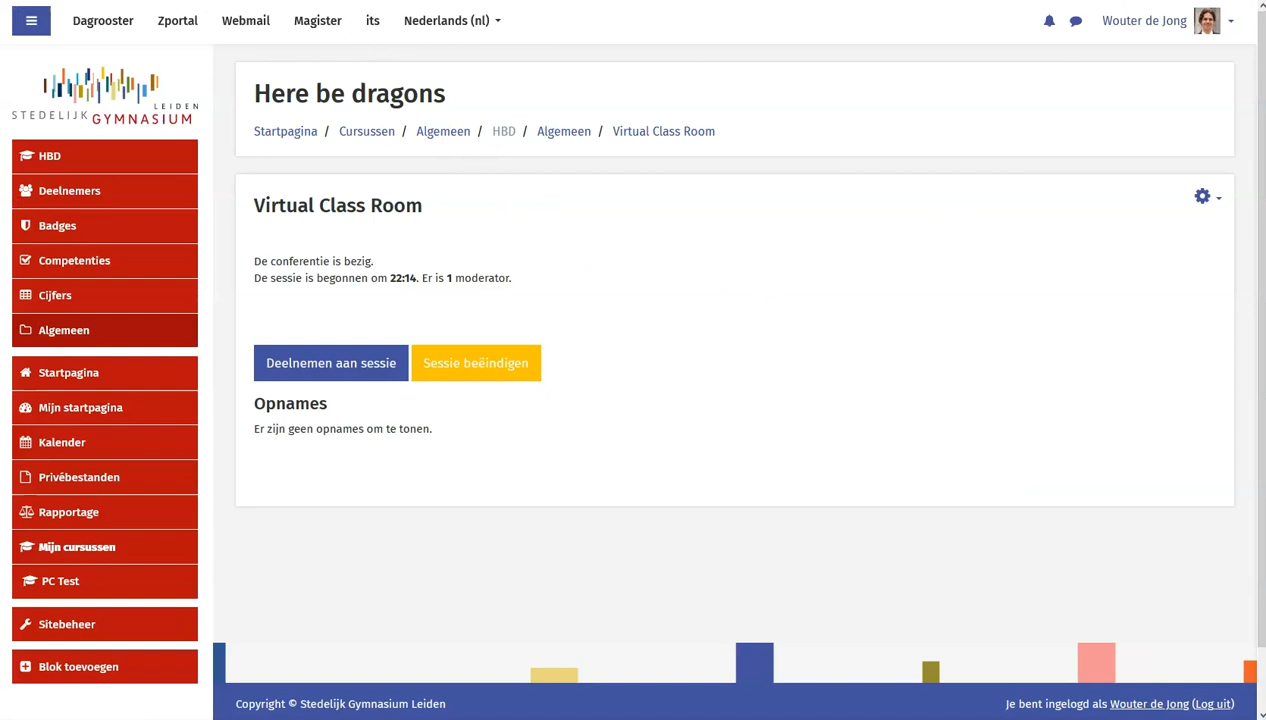 Dagrooster Zportal Webmail Magister its Nederlands (nl) Wouter de Jong
LEIDEN
STEDELIJK GYMNASIUM
Here be dragons
Startpagina / Cursussen / Algemeen / HBD / Algemeen / Virtual Class Room
HBD
Deelnemers
Badges
Competenties
Cijfers
Algemeen
Startpagina
Mijn startpagina
Kalender
Privébestanden
Rapportage
Mijn cursussen
PC Test
Sitebeheer
Blok toevoegen
Virtual Class Room
De conferentie is bezig.
De sessie is begonnen om 22:14. Er is 1 moderator.
Deelnemen aan sessie Sessie beëindigen
Opnames
Er zijn geen opnames om te tonen.
Copyright © Stedelijk Gymnasium Leiden Je bent ingelogd als Wouter de Jong (Log uit)